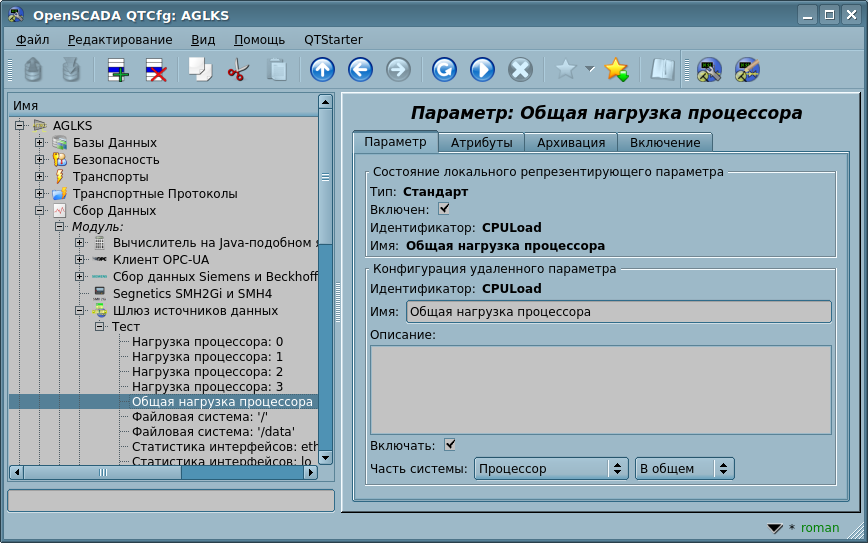 OpenSCADA QTCfg: AGLKS
Файл Редактирование Вид Помощь QTStarter
Имя
AGLKS
Базы Данных
Безопасность
Транспорты
Транспортные Протоколы
Сбор Данных
Модуль:
Вычислитель на Java-подобном я
Клиент OPC-UA
Сбор данных Siemens и Beckhoff
Segnetics SMH2Gi и SMH4
Шлюз источников данных
Тест
Нагрузка процессора: 0
Нагрузка процессора: 1
Нагрузка процессора: 2
Нагрузка процессора: 3
Общая нагрузка процессора
Файловая система: '/'
Файловая система: '/data'
Статистика интерфейсов: eth
Статистика интерфейсов: lo
Параметр: Общая нагрузка процессора
Параметр Атрибуты Архивация Включение
Состояние локального репрезентирующего параметра
Тип: Стандарт
Включен:
Идентификатор: CPULoad
Имя: Общая нагрузка процессора
Конфигурация удаленного параметра
Идентификатор: CPULoad
Имя: Общая нагрузка процессора
Описание:
Включать:
Часть системы: Процессор В общем
* roman